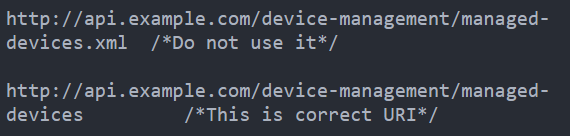 http://api.example.com/device-management/managed-
devices.xml  /*Do not use it*/
http://api.example.com/device-management/managed-
devices         /*This is correct URI*/